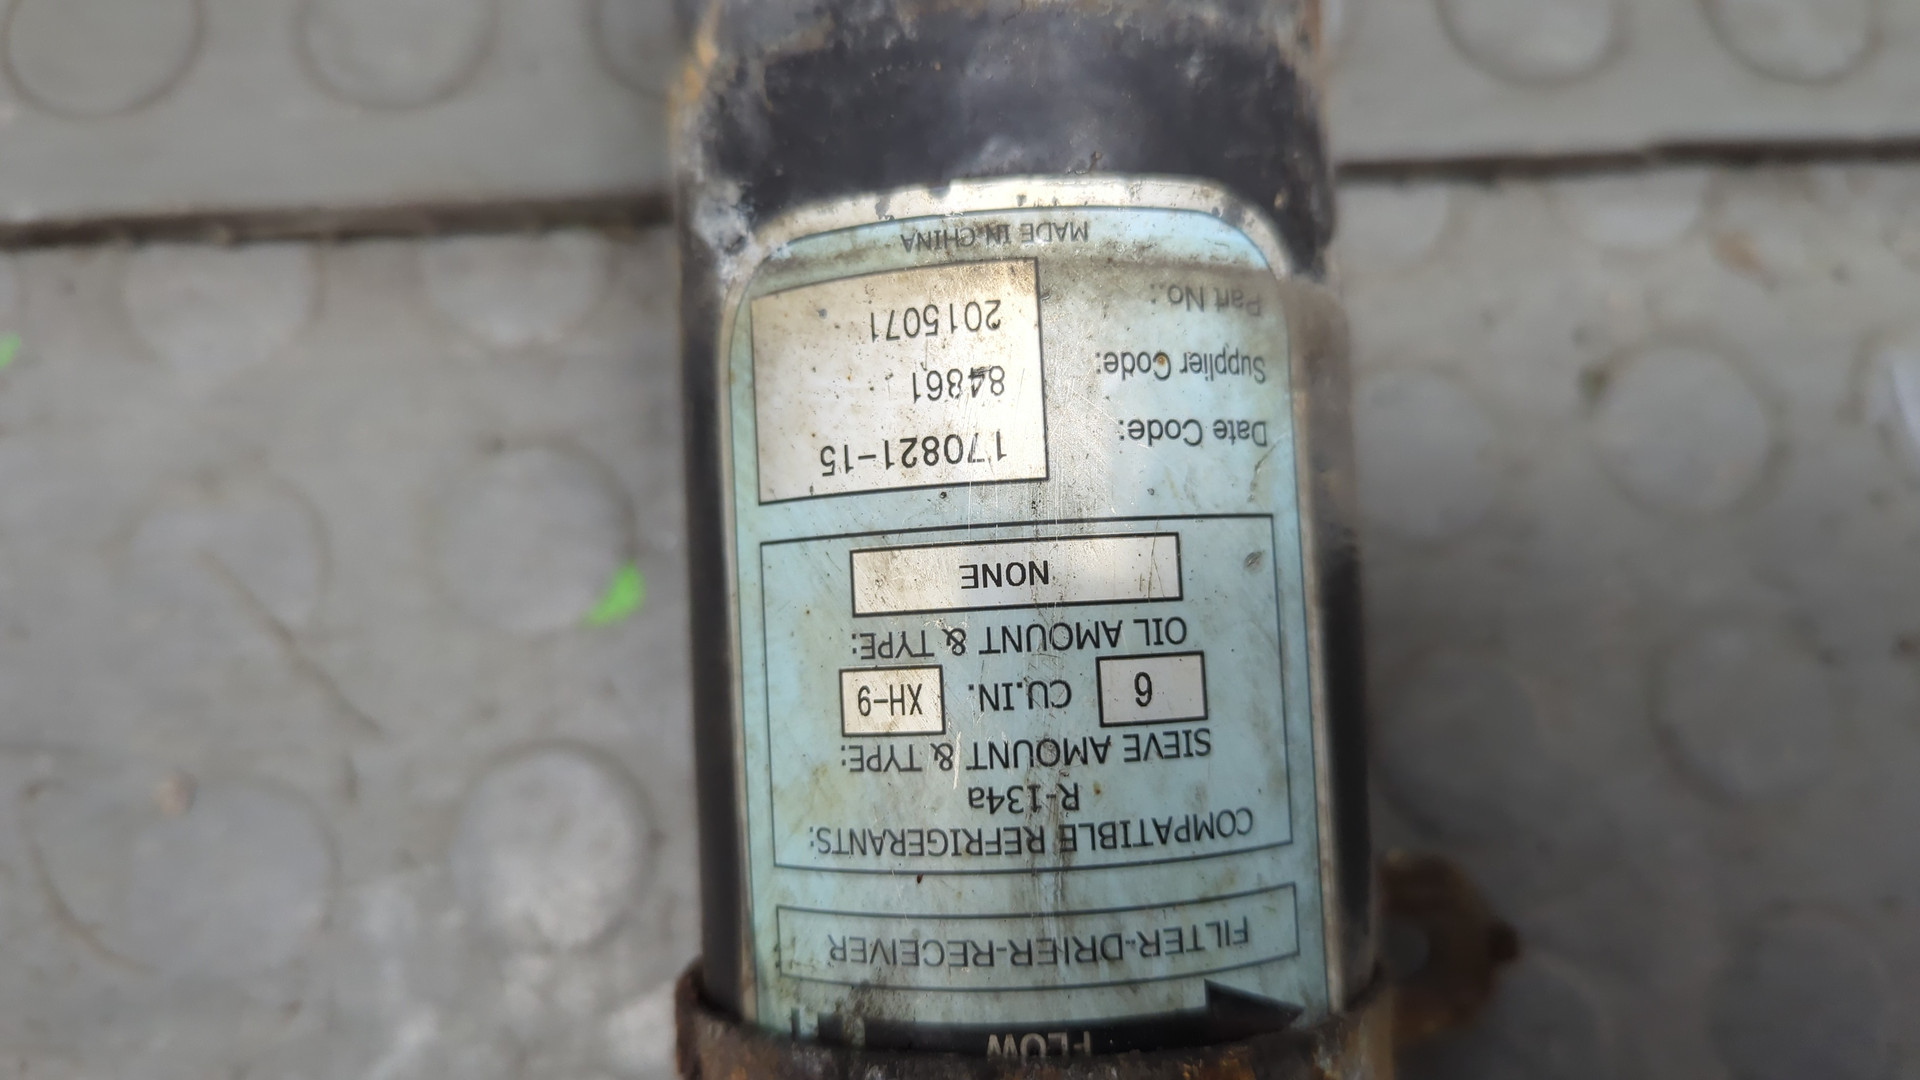 FLOW
FILTER-DRIER-RECEIVER
COMPATIBLE REFRIGERANTS:
R-134a
SIEVE AMOUNT & TYPE:
6 CU.IN. XH-9
OIL AMOUNT & TYPE:
NONE
Date Code: 170821-15
Supplier Code: 84861
Part No.: 2015071
MADE IN CHINA